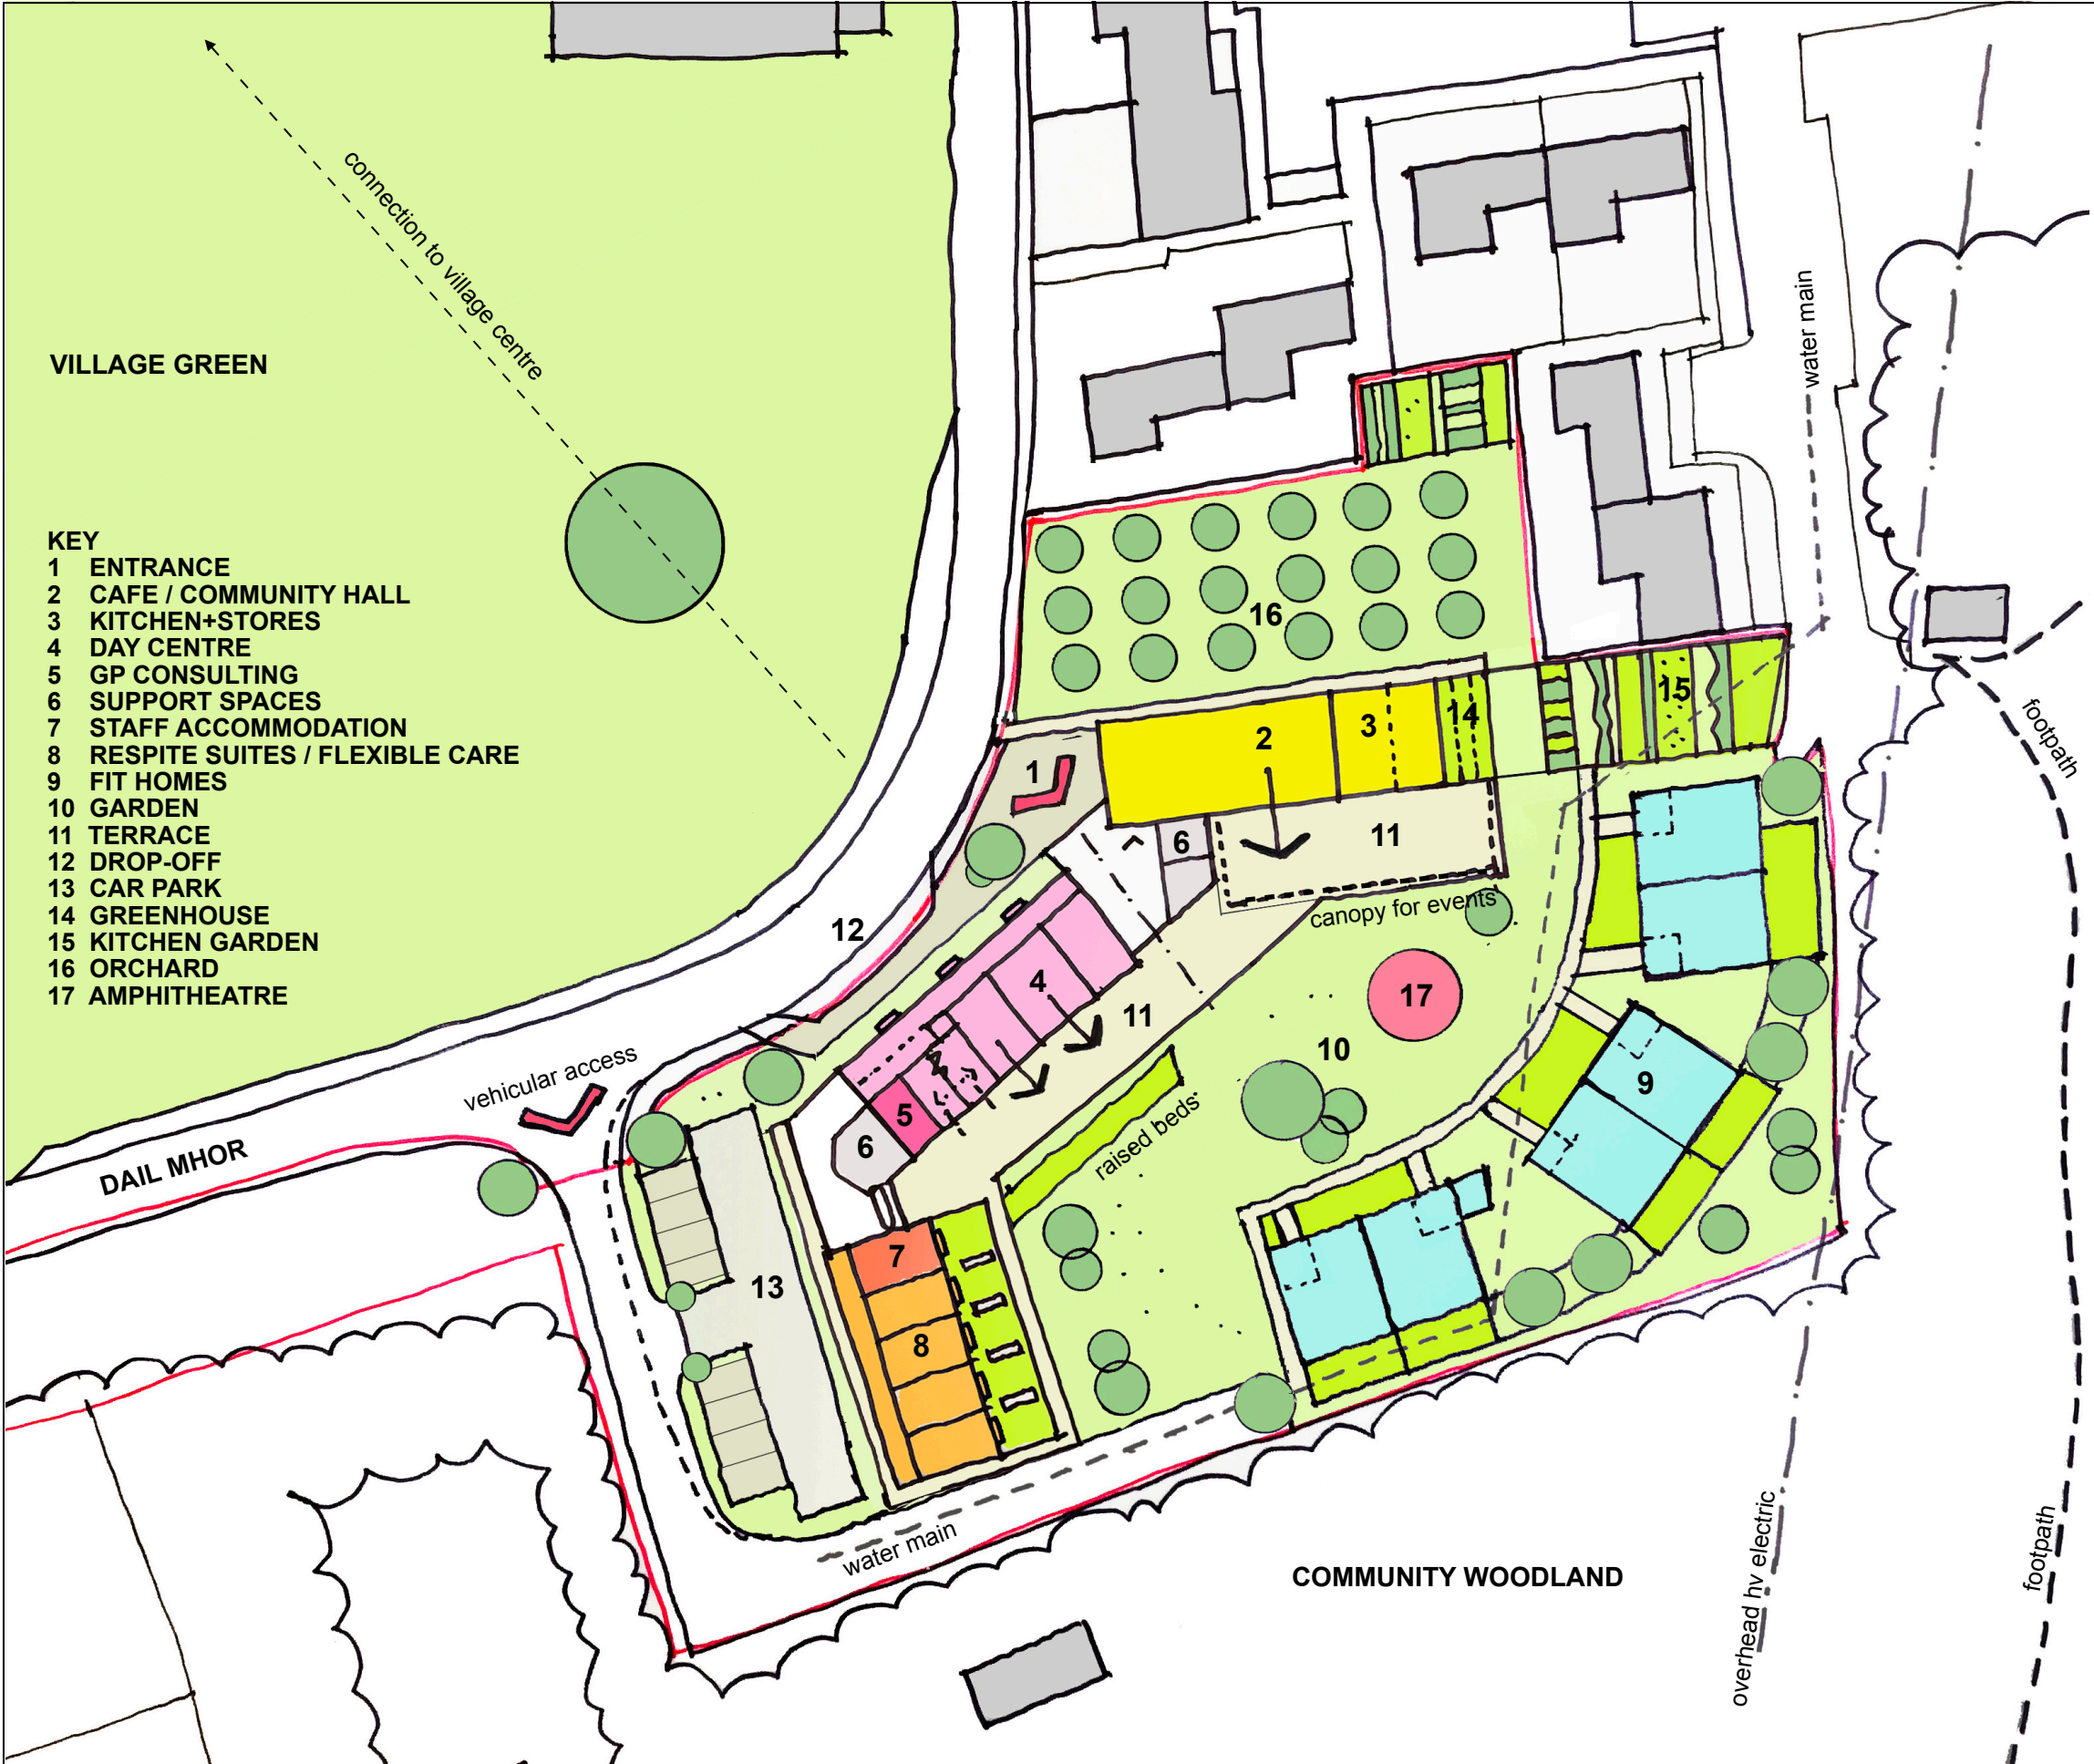 connection to village centre
water main
VILLAGE GREEN
KEY
1 ENTRANCE
2 CAFE / COMMUNITY HALL
3 KITCHEN+STORES
4 DAY CENTRE
5 GP CONSULTING
6 SUPPORT SPACES
7 STAFF ACCOMMODATION
8 RESPITE SUITES / FLEXIBLE CARE
9 FIT HOMES
10 GARDEN
11 TERRACE
12 DROP-OFF
13 CAR PARK
14 GREENHOUSE
15 KITCHEN GARDEN
16 ORCHARD
17 AMPHITHEATRE
16
15
14
2
3
1
footpath
6
11
canopy for events
12
4
17
11
10
vehicular access
9
5
6
raised beds
DAIL MHOR
7
13
8
water main
COMMUNITY WOODLAND
overhead hv electric
footpath